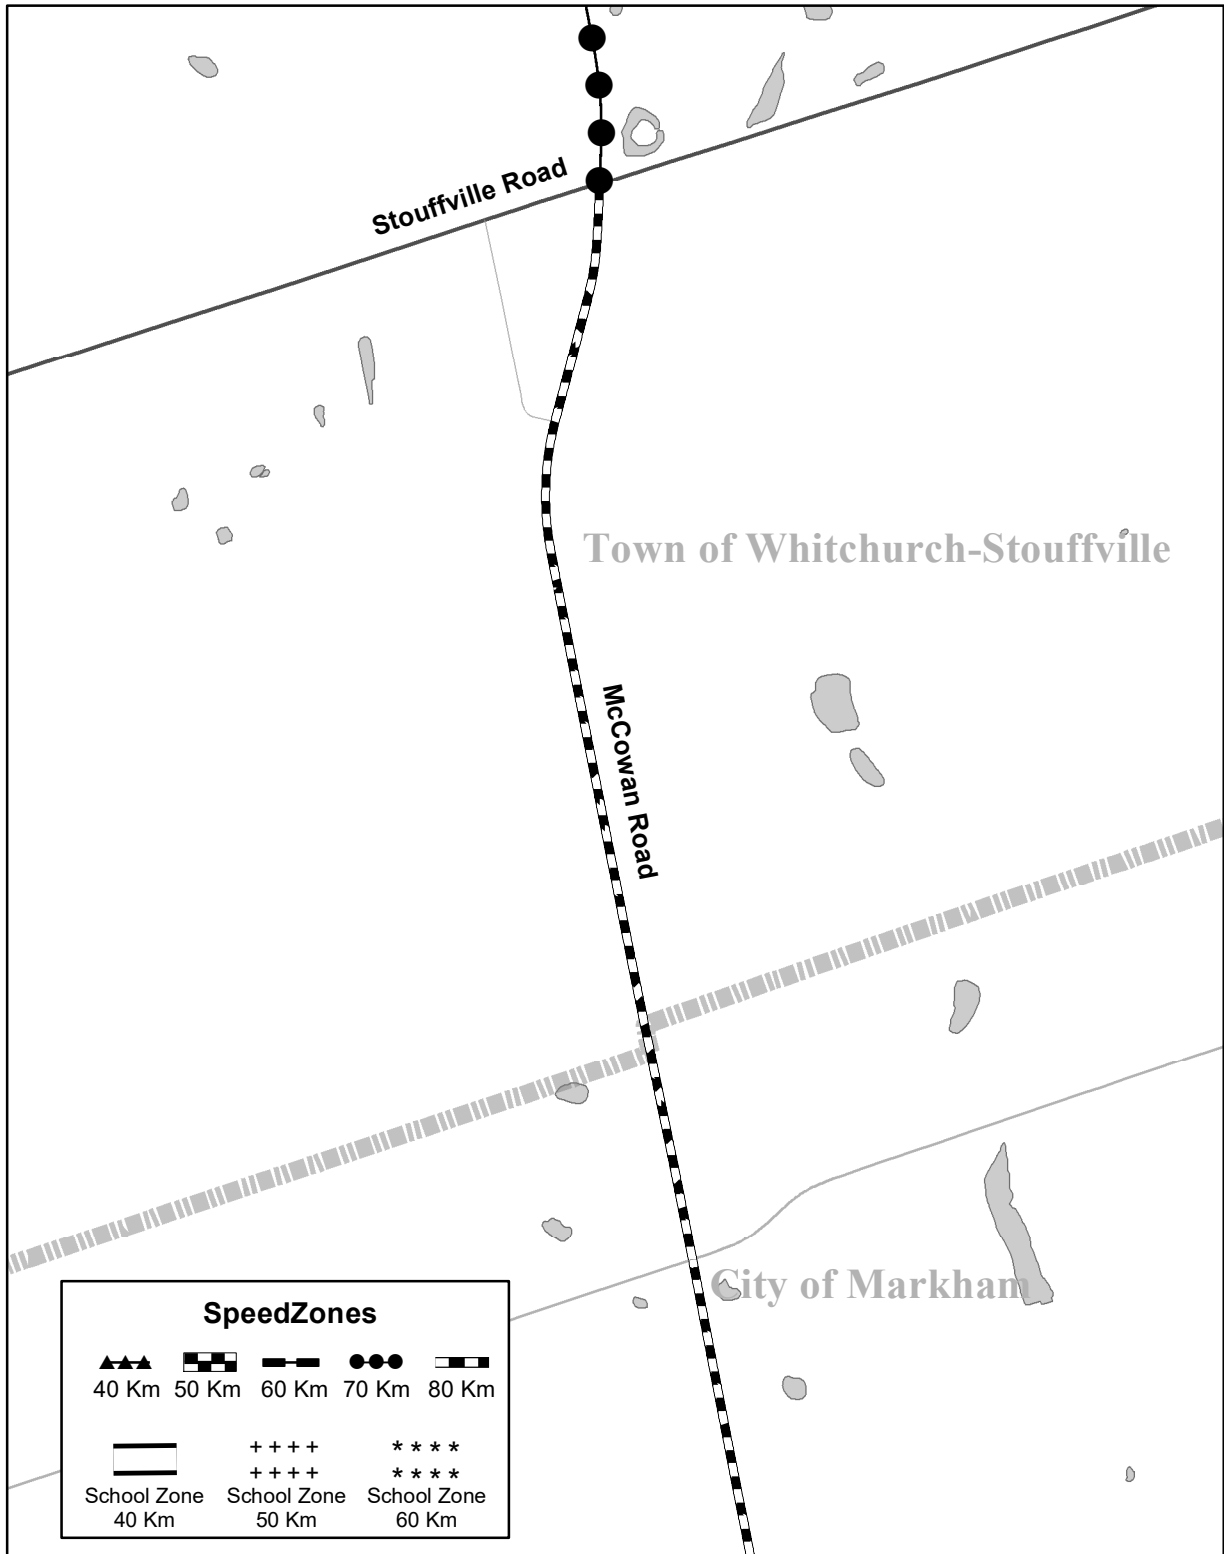 Stouffville Road
Town of Whitchurch-Stouffville
McCowan Road
City of Markham
SpeedZones
40 Km 50 Km 60 Km 70 Km 80 Km
School Zone School Zone School Zone
40 Km 50 Km 60 Km